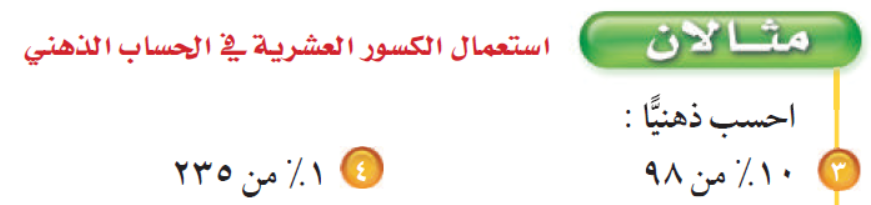 مثالان استعمال الكسور العشرية في الحساب الذهني
احسب ذهنيًّا :
٣ ١٠٪ من ٩٨ ٤ ١٪ من ٢٣٥